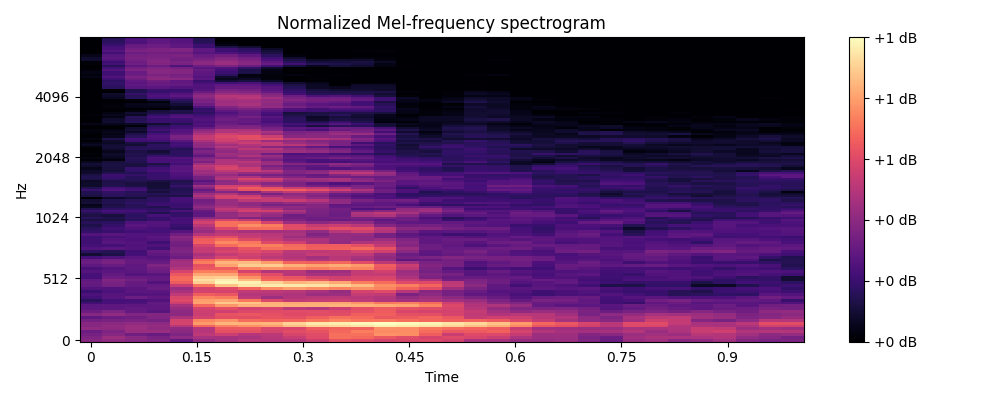 Normalized Mel-frequency spectrogram
+1 dB
4096
+1 dB
2048
+1 dB
Hz
1024
+0 dB
512
+0 dB
0
+0 dB
0 0.15 0.3 0.45 0.6 0.75 0.9
Time